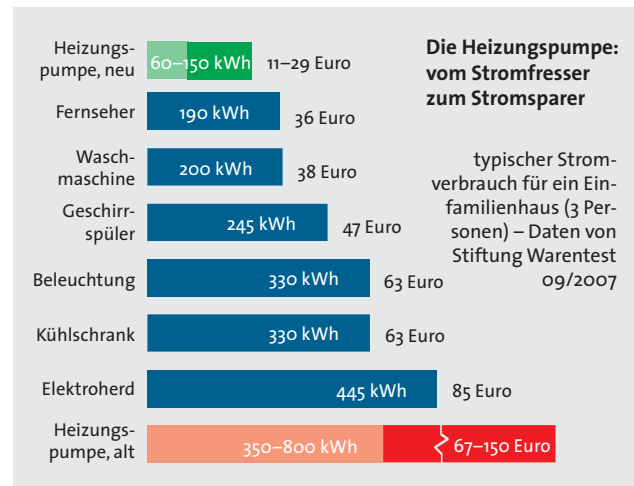 Die Heizungspumpe:
vom Stromfresser
zum Stromsparer
typischer Strom-
verbrauch für ein Ein-
familienhaus (3 Per-
sonen) – Daten von
Stiftung Warentest
09/2007
Heizungs-
pumpe, neu
60–150 kWh
11–29 Euro
Fernseher
190 kWh
36 Euro
Wasch-
maschine
200 kWh
38 Euro
Geschirr-
spüler
245 kWh
47 Euro
Beleuchtung
330 kWh
63 Euro
Kühlschrank
330 kWh
63 Euro
Elektroherd
445 kWh
85 Euro
Heizungs-
pumpe, alt
350–800 kWh
67–150 Euro